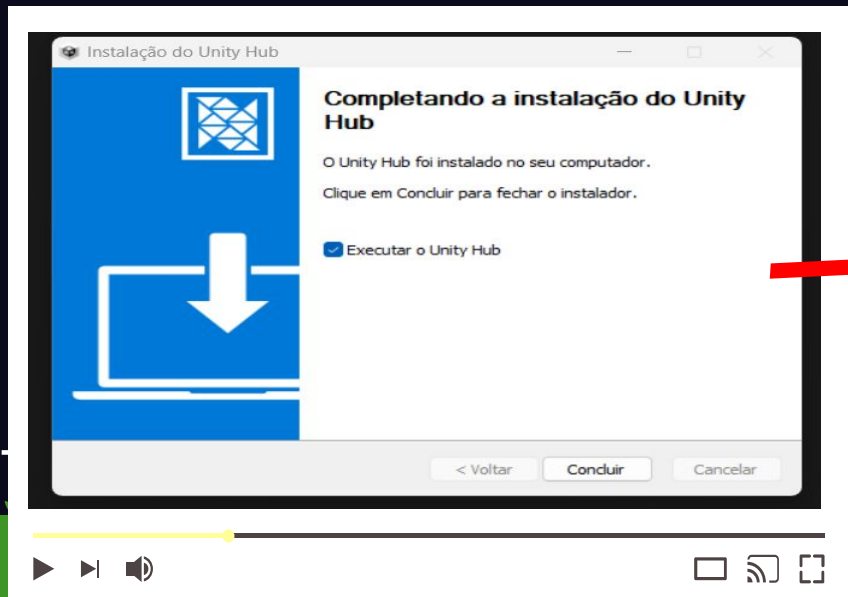 Instalação do Unity Hub
Completando a instalação do Unity
Hub
O Unity Hub foi instalado no seu computador.
Clique em Concluir para fechar o instalador.
Executar o Unity Hub
< Voltar
Concluir
Cancelar